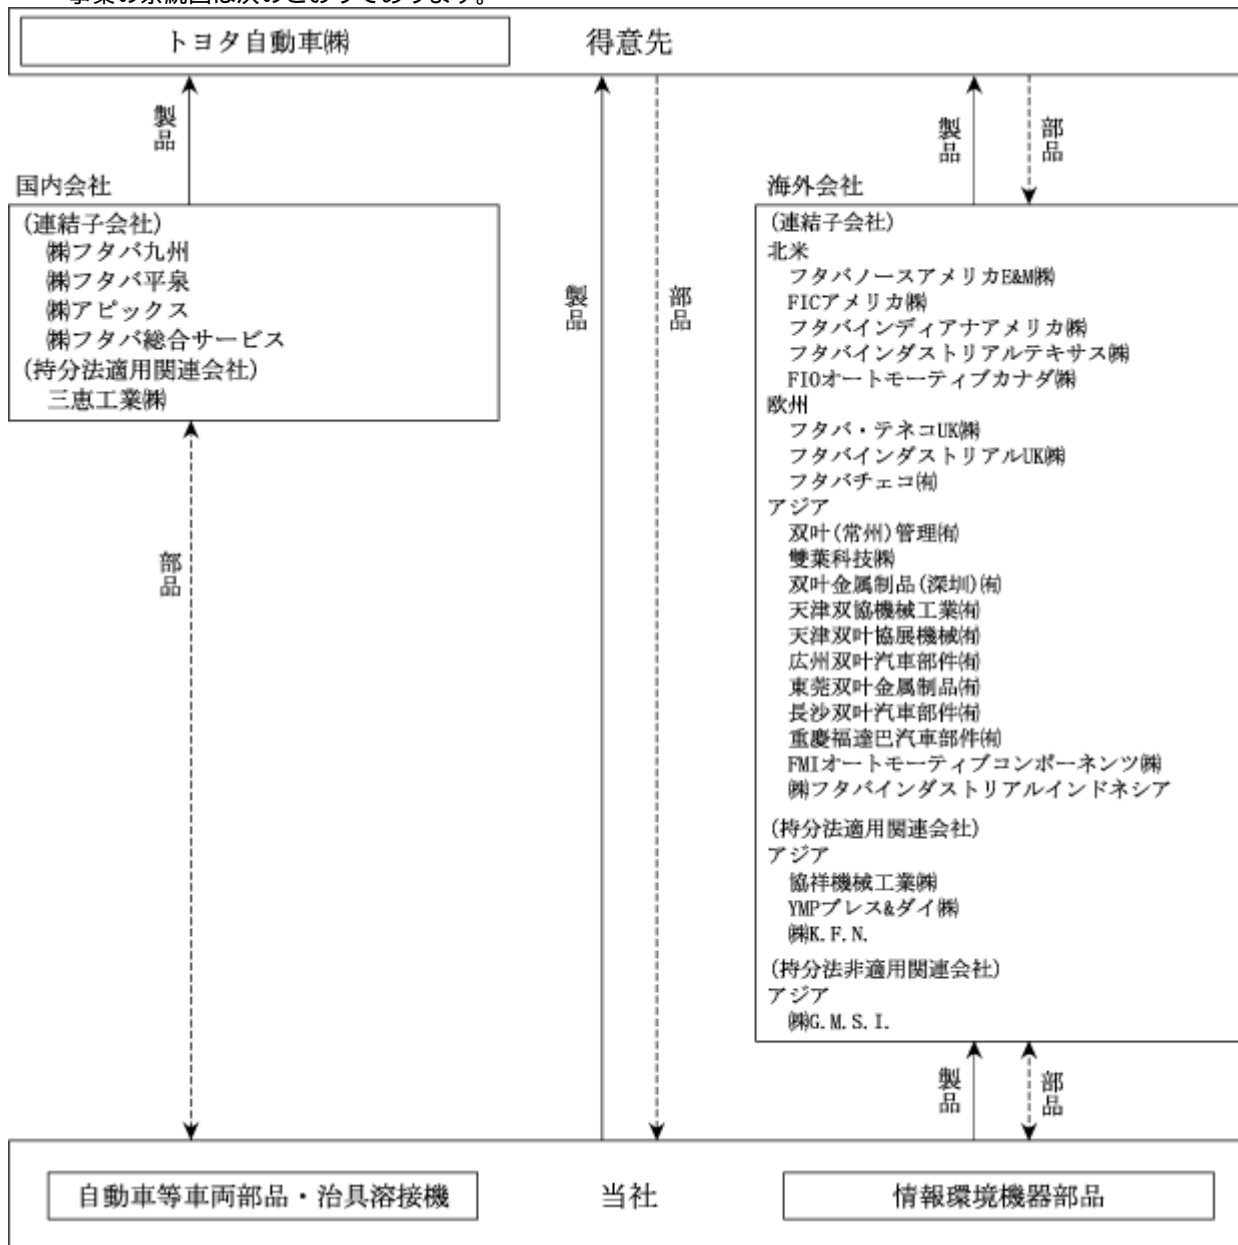 事業の系統図は次のとおりであります。
トヨタ自動車㈱
得意先
製品
製品
部品
製品
部品
国内会社
(連結子会社)
㈱フタバ九州
㈱フタバ平泉
㈱アピックス
㈱フタバ総合サービス
(持分法適用関連会社)
三恵工業㈱
部品
海外会社
(連結子会社)
北米
フタバノースアメリカE&M㈱
FICアメリカ㈱
フタバインディアナアメリカ㈱
フタバインダストリアルテキサス㈱
FIOオートモーティブカナダ㈱
欧州
フタバ・テネコUK㈱
フタバインダストリアルUK㈱
フタバチェコ㈲
アジア
双叶(常州)管理㈲
雙葉科技㈱
双叶金属制品(深圳)㈲
天津双協機械工業㈲
天津双叶協展機械㈲
広州双叶汽車部件㈲
東莞双叶金属制品㈲
長沙双叶汽車部件㈲
重慶福達巴汽車部件㈲
FMIオートモーティブコンポーネンツ㈱
㈱フタバインダストリアルインドネシア
(持分法適用関連会社)
アジア
協祥機械工業㈱
YMPプレス&ダイ㈱
㈱K.F.N.
(持分法非適用関連会社)
アジア
㈱G.M.S.I.
製品
部品
自動車等車両部品・治具溶接機
当社
情報環境機器部品